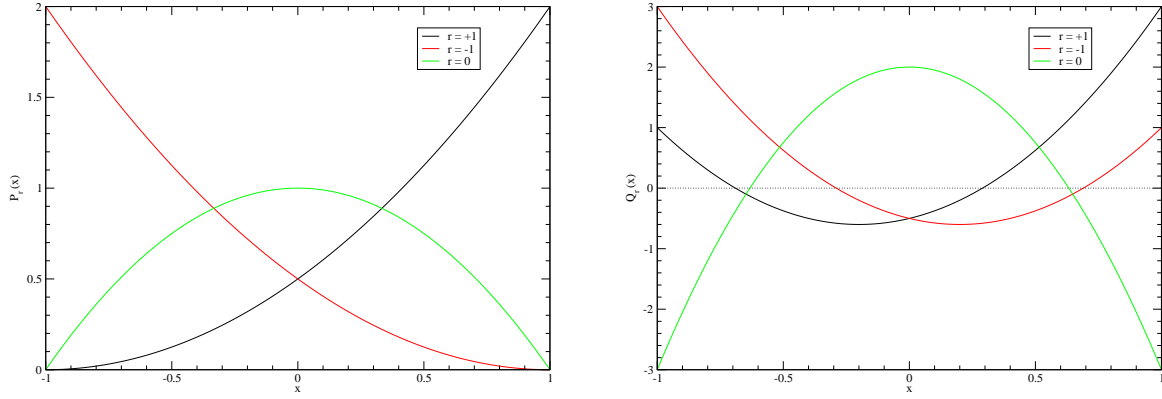 2
1.5
1
0.5
0
P_r (x)
-1
-0.5
0
0.5
1
x
r = +1
r = -1
r = 0
3
2
1
0
-1
-2
-3
Q_r (x)
-1
-0.5
0
0.5
1
x
r = +1
r = -1
r = 0